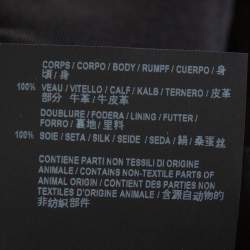 CORPS / CORPO / BODY / RUMPF / CUERPO / 身
頃 / 身
100% VEAU / VITELLO / CALF / KALB / TERNERO / 皮革
部分 牛革 / 牛皮革
DOUBLURE / FODERA / LINING / FUTTER /
FORRO / 裏地 / 里料
100% SOIE / SETA / SILK / SEIDE / SEDA / 絹 / 桑蚕丝
CONTIENE PARTI NON TESSILI DI ORIGINE
ANIMALE / CONTAINS NON-TEXTILE PARTS OF
ANIMAL ORIGIN / CONTIENT DES PARTIES NON
TEXTILES D'ORIGINE ANIMALE / 含源自动物的
非纺织部分